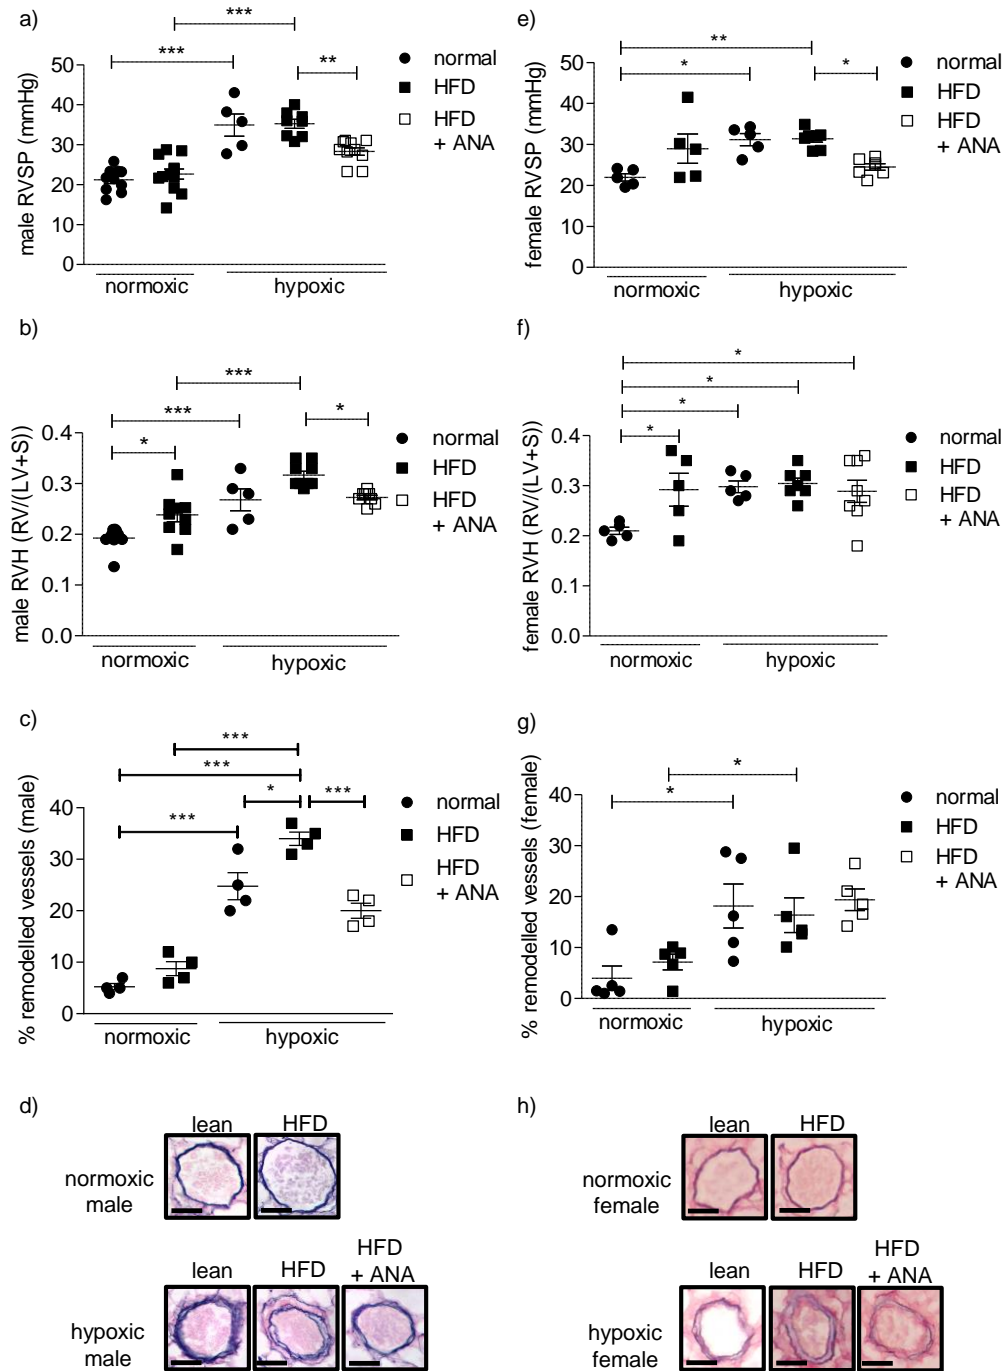 a)
***
***
**
50
40
30
20
10
0
male RVSP (mmHg)
normoxic
hypoxic
normal
HFD
HFD
+ ANA
e)
**
*
*
50
40
30
20
10
0
female RVSP (mmHg)
normoxic
hypoxic
normal
HFD
HFD
+ ANA
b)
***
***
*
*
0.4
0.3
0.2
0.1
0.0
male RVH (RV/(LV+S))
normoxic
hypoxic
normal
HFD
HFD
+ ANA
f)
*
*
*
*
0.4
0.3
0.2
0.1
0.0
female RVH (RV/(LV+S))
normoxic
hypoxic
normal
HFD
HFD
+ ANA
c)
***
***
*
***
***
40
30
20
10
0
% remodelled vessels (male)
normoxic
hypoxic
normal
HFD
HFD
+ ANA
g)
*
*
40
30
20
10
0
% remodelled vessels (female)
normoxic
hypoxic
normal
HFD
HFD
+ ANA
d)
lean
HFD
normoxic
male
lean
HFD
HFD
+ ANA
hypoxic
male
h)
lean
HFD
normoxic
female
lean
HFD
HFD
+ ANA
hypoxic
female